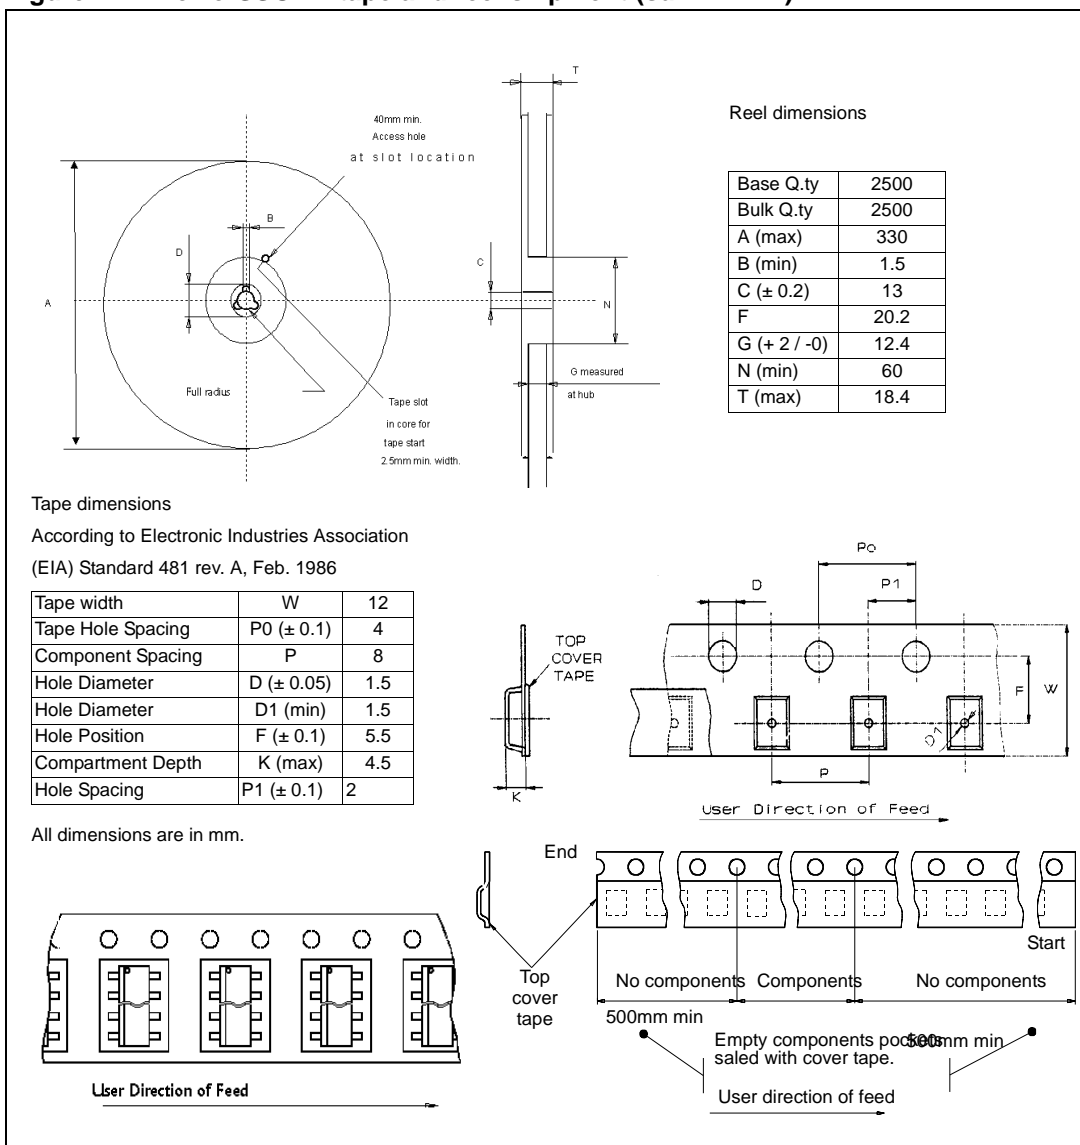 T
40mm min.
Access hole
at slot location
B
D
A
C
N
Full radius
Tape slot
in core for
tape start
2.5mm min. width.
G measured
at hub
Reel dimensions
Base Q.ty 2500
Bulk Q.ty 2500
A (max) 330
B (min) 1.5
C (± 0.2) 13
F 20.2
G (+ 2 / -0) 12.4
N (min) 60
T (max) 18.4
Tape dimensions
According to Electronic Industries Association
(EIA) Standard 481 rev. A, Feb. 1986
Tape width W 12
Tape Hole Spacing P0 (± 0.1) 4
Component Spacing P 8
Hole Diameter D (± 0.05) 1.5
Hole Diameter D1 (min) 1.5
Hole Position F (± 0.1) 5.5
Compartment Depth K (max) 4.5
Hole Spacing P1 (± 0.1) 2
All dimensions are in mm.
TOP
COVER
TAPE
K
Po
D
P1
F
W
D1
P
User Direction of Feed
End
Start
Top
cover
tape
No components
Components
No components
500mm min
Empty components pockets
saled with cover tape.
500mm min
User direction of feed
User Direction of Feed